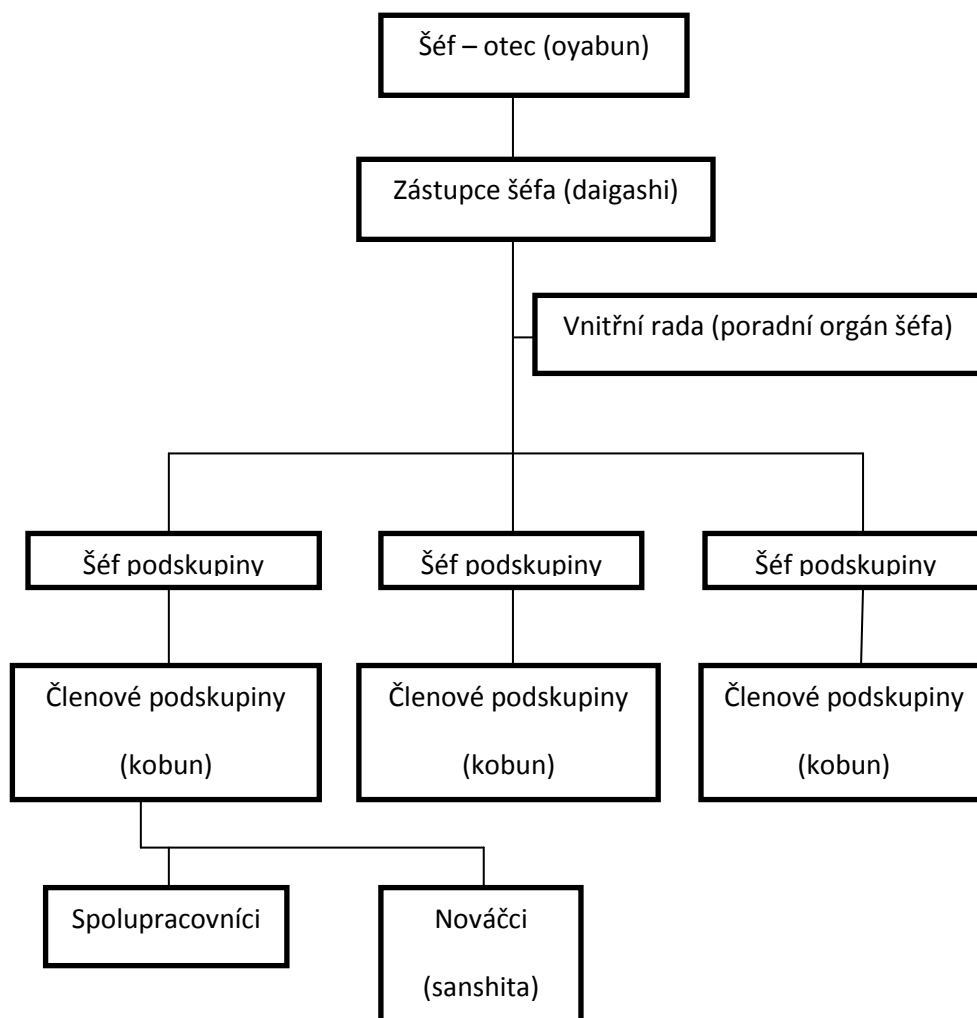 Šéf – otec (oyabun)
Zástupce šéfa (daigashi)
Vnitřní rada (poradní orgán šéfa)
Šéf podskupiny
Šéf podskupiny
Šéf podskupiny
Členové podskupiny
(kobun)
Členové podskupiny
(kobun)
Členové podskupiny
(kobun)
Spolupracovníci
Nováčci
(sanshita)